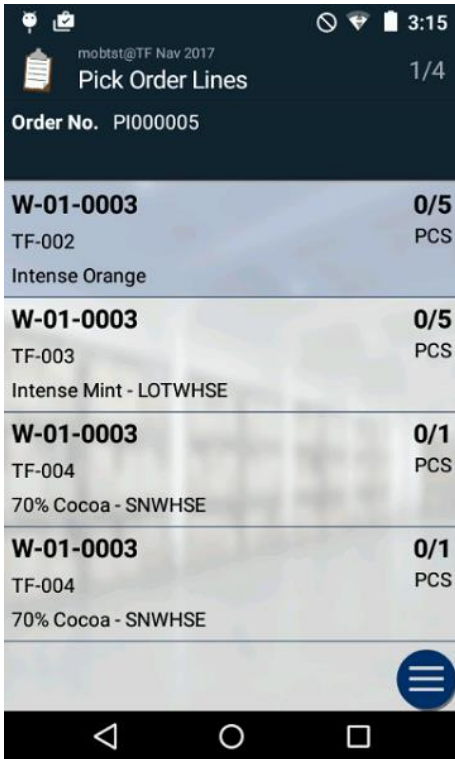 3:15
mobtst@TF Nav 2017
Pick Order Lines
1/4
Order No. PI000005
W-01-0003
0/5
TF-002
PCS
Intense Orange
W-01-0003
0/5
TF-003
PCS
Intense Mint - LOTWHSE
W-01-0003
0/1
TF-004
PCS
70% Cocoa - SNWHSE
W-01-0003
0/1
TF-004
PCS
70% Cocoa - SNWHSE